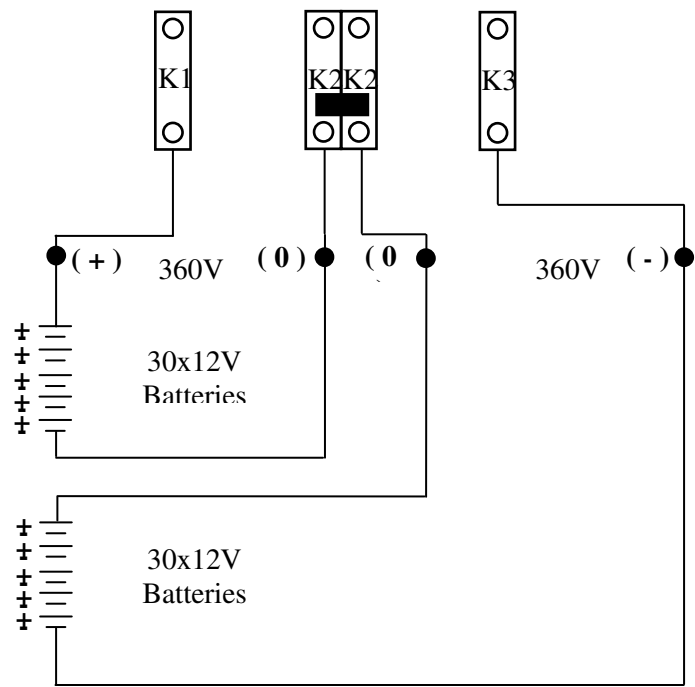 K1
K2 K2
K3
( + )
360V
( 0 )
( 0
360V
( - )
30x12V
Batteries
30x12V
Batteries
+
+
+
+
+
+
+
+
+
+